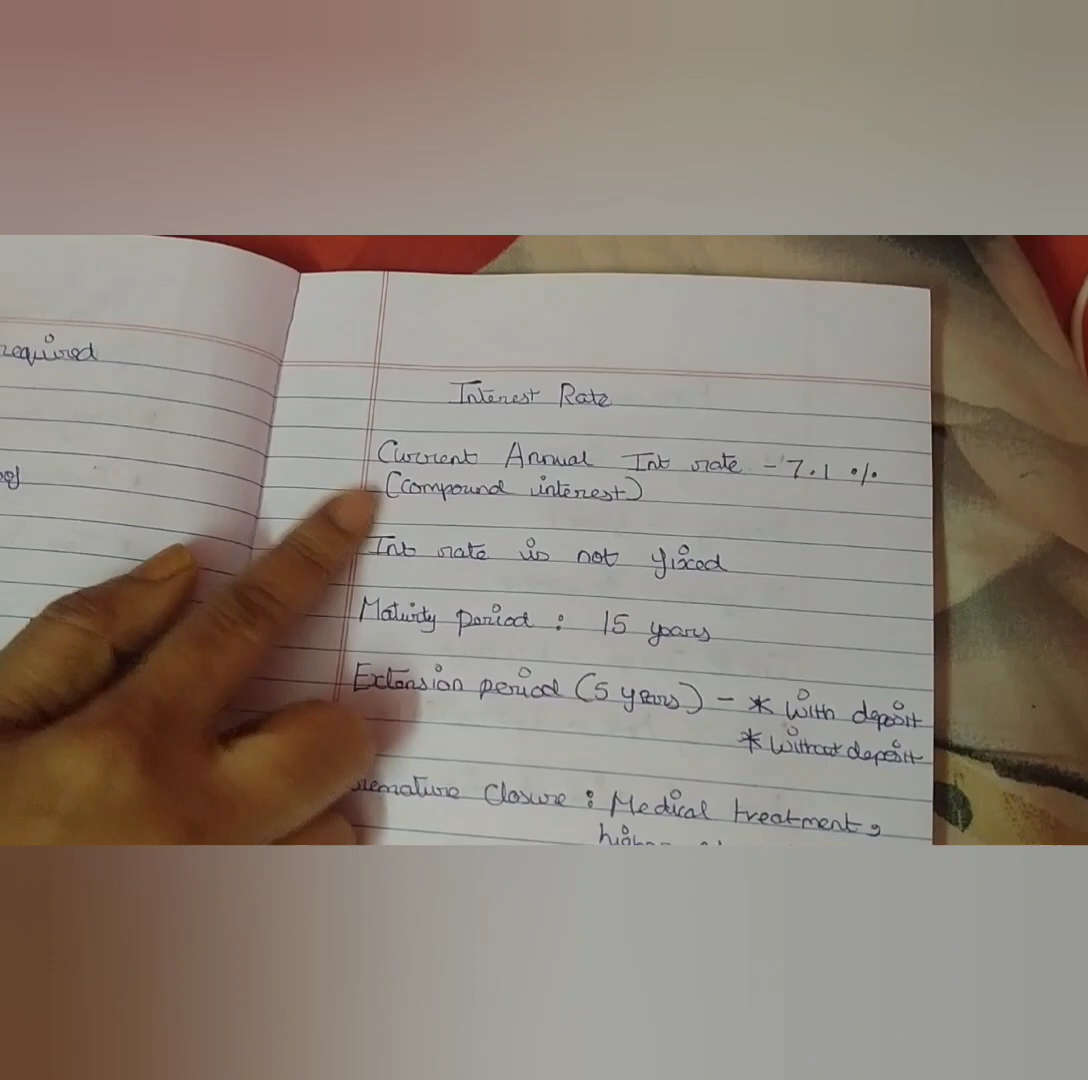 required
Interest Rate
Current Annual Int rate - 7.1 %
(compound interest)
Int rate is not fixed
Maturity period : 15 years
Extension period (5 years) - * with deposit
* without deposit
Closure : Medical treatment,